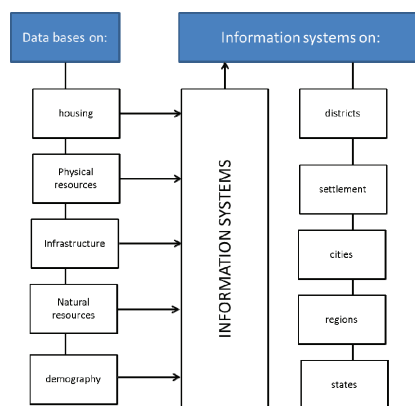 Data bases on:
Information systems on:
housing
Physical
resources
Infrastructure
Natural
resources
demography
INFORMATION SYSTEMS
districts
settlement
cities
regions
states